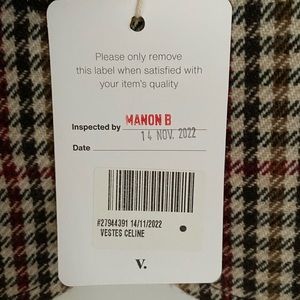 Please only remove
this label when satisfied with
your item's quality
Inspected by MANON B
14 NOV. 2022
Date
#27944391 14/11/2022
VESTES CELINE
V.